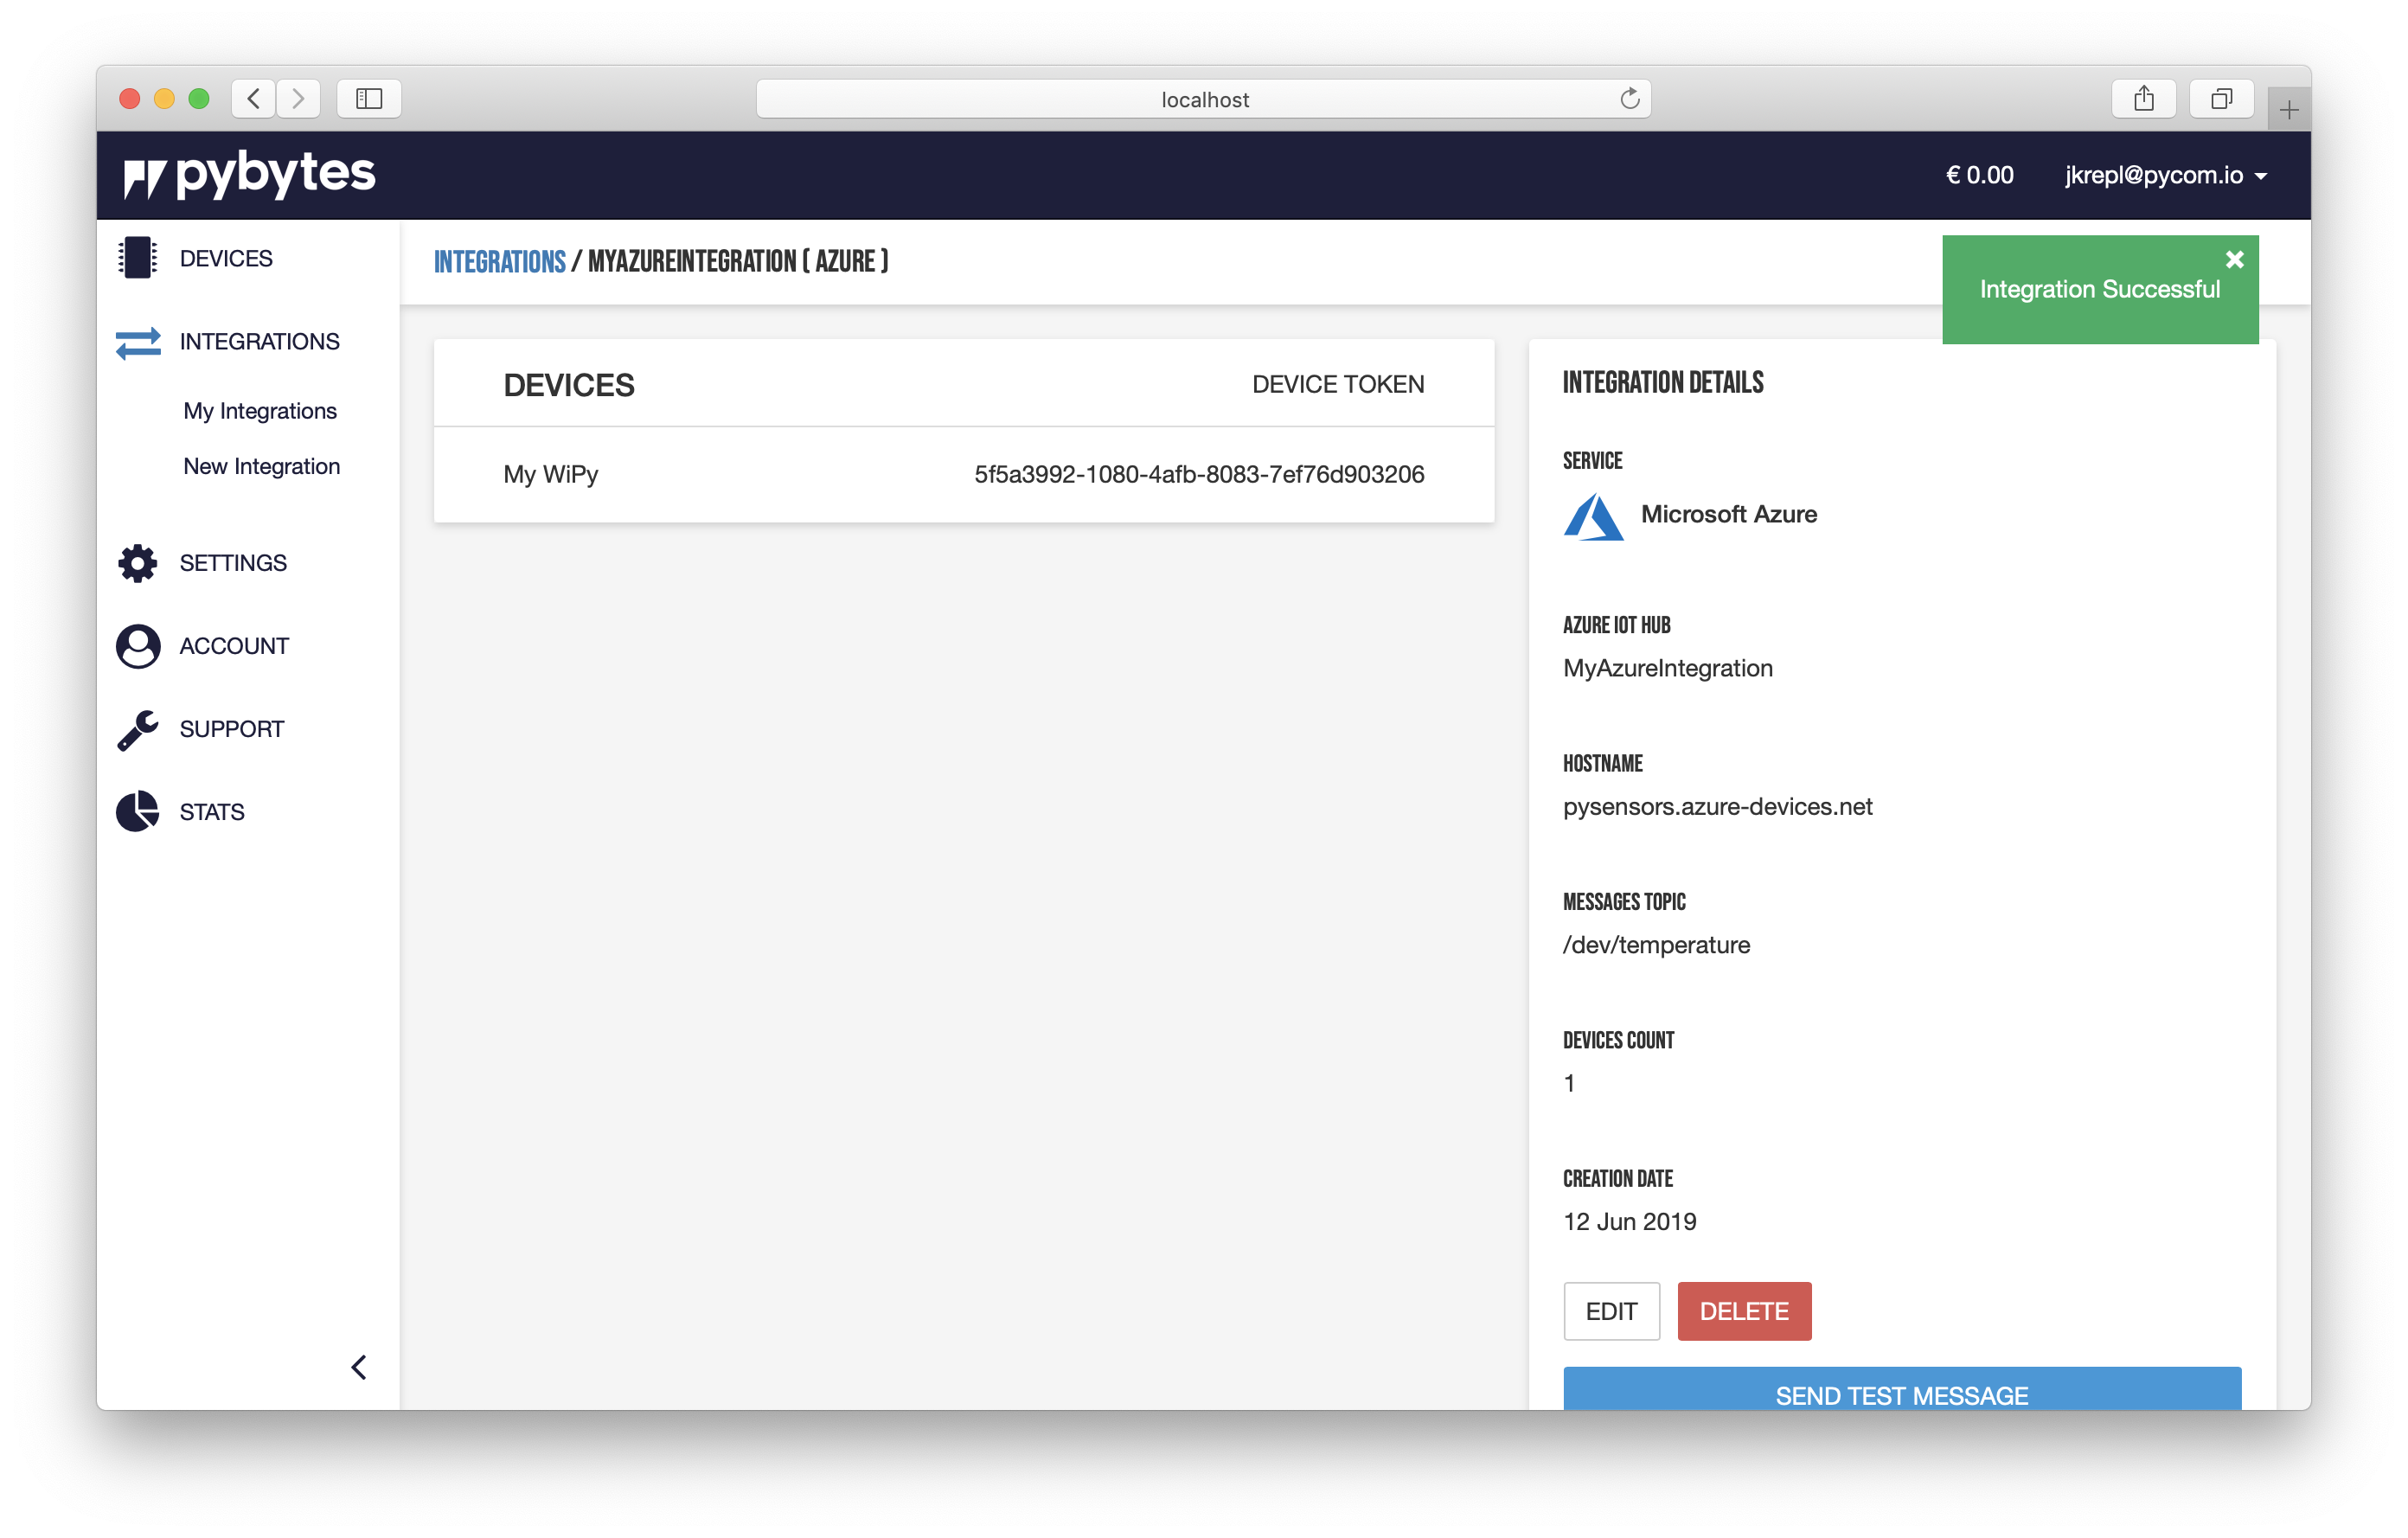 localhost
pybytes
€ 0.00
jkrepl@pycom.io
DEVICES
INTEGRATIONS
My Integrations
New Integration
SETTINGS
ACCOUNT
SUPPORT
STATS
INTEGRATIONS / MYAZUREINTEGRATION ( AZURE )
Integration Successful
DEVICES DEVICE TOKEN
My WiPy 5f5a3992-1080-4afb-8083-7ef76d903206
INTEGRATION DETAILS
SERVICE
Microsoft Azure
AZURE IOT HUB
MyAzureIntegration
HOSTNAME
pysensors.azure-devices.net
MESSAGES TOPIC
/dev/temperature
DEVICES COUNT
1
CREATION DATE
12 Jun 2019
EDIT DELETE
SEND TEST MESSAGE